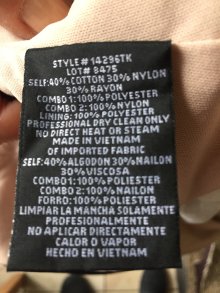 STYLE # 14296TK
LOT# 9475
SELF:40% COTTON 30% NYLON
30% RAYON
COMBO 1:100% POLYESTER
COMBO 2:100% NYLON
LINING: 100% POLYESTER
PROFESSIONAL DRY CLEAN ONLY
NO DIRECT HEAT OR STEAM
MADE IN VIETNAM
OF IMPORTED FABRIC
SELF:40% ALGODON 30% NAILON
30% VISCOSA
COMBO 1:100% POLYESTER
COMBO 2:100% NAILON
FORRO: 100% POLYESTER
LIMPIAR LA MANCHA SOLAMENTE
PROFESIONALMENTE
NO APLICAR DIRECTAMENTE
CALOR O VAPOR
HECHO EN VIETNAM